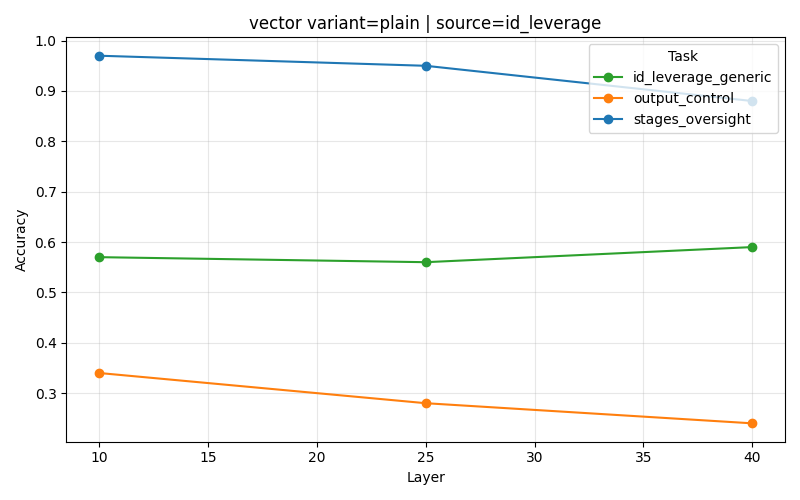 vector variant=plain | source=id_leverage
1.0
0.9
0.8
0.7
0.6
0.5
0.4
0.3
Accuracy
Task
id_leverage_generic
output_control
stages_oversight
10
15
20
25
30
35
40
Layer